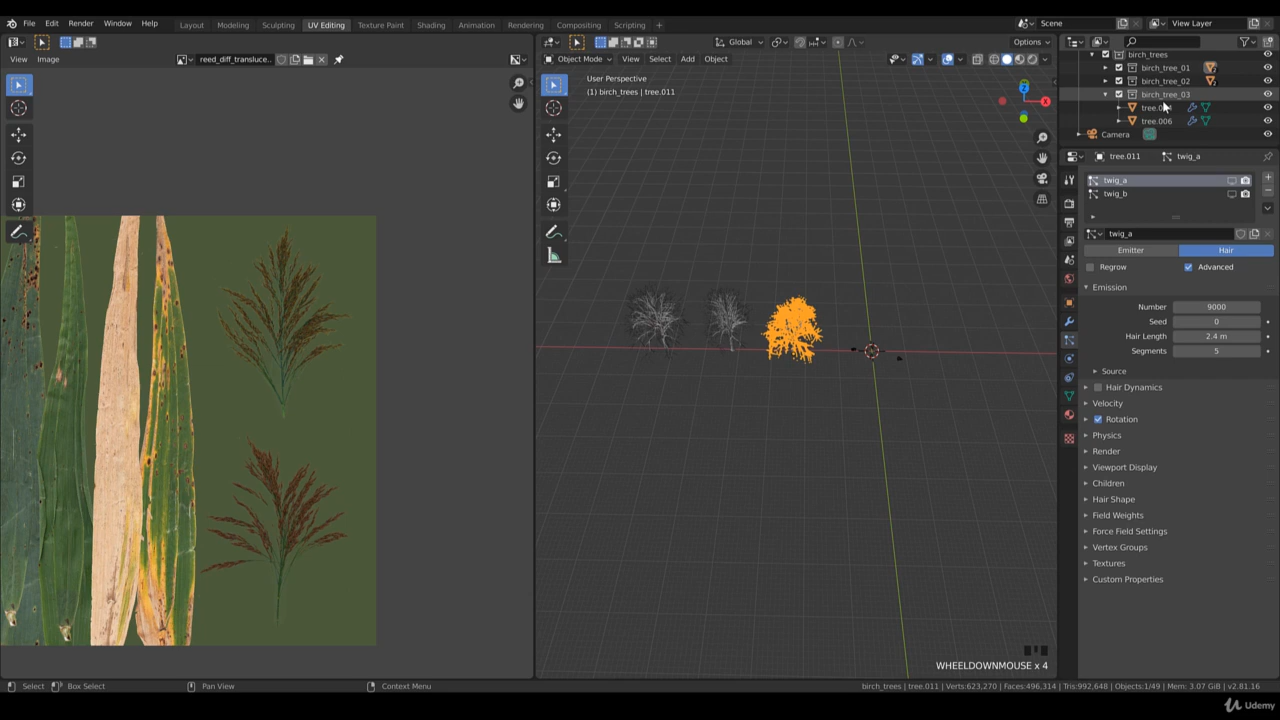 File Edit Render Window Help Layout Modeling Sculpting UV Editing Texture Paint Shading Animation Rendering Compositing Scripting + Scene View Layer
Global Options
View Image reed_diff_transluce.. Object Mode View Select Add Object
User Perspective
(1) birch_trees | tree.011
Z
X
birch_trees
birch_tree_01
birch_tree_02
birch_tree_03
tree.006
Camera
tree.011 twig_a
twig_a
twig_b
twig_a
Emitter Hair
Regrow Advanced
Emission
Number 9000
Seed 0
Hair Length 2.4 m
Segments 5
Source
Hair Dynamics
Velocity
Rotation
Physics
Render
Viewport Display
Children
Hair Shape
Field Weights
Force Field Settings
Vertex Groups
Textures
Custom Properties
WHEELDOWNMOUSE x 4
Select Box Select Pan View Context Menu birch_trees | tree.011 | Verts:623,270 | Faces:496,314 | Tris:992,648 | Objects:1/49 | Mem: 3.07 GiB | v2.81.16
Udemy